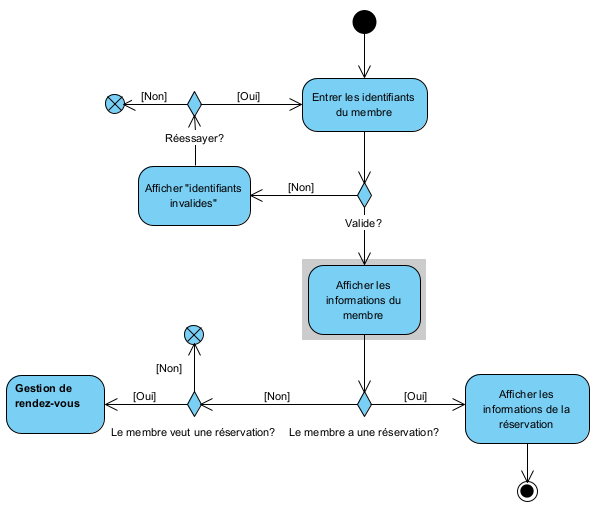 [Non]
[Oui]
Entrer les identifiants
du membre
Réessayer?
Afficher "identifiants
invalides"
[Non]
Valide?
Afficher les
informations du
membre
[Non]
Gestion de
rendez-vous
[Oui]
[Non]
[Oui]
Afficher les
informations de la
réservation
Le membre veut une réservation?
Le membre a une réservation?